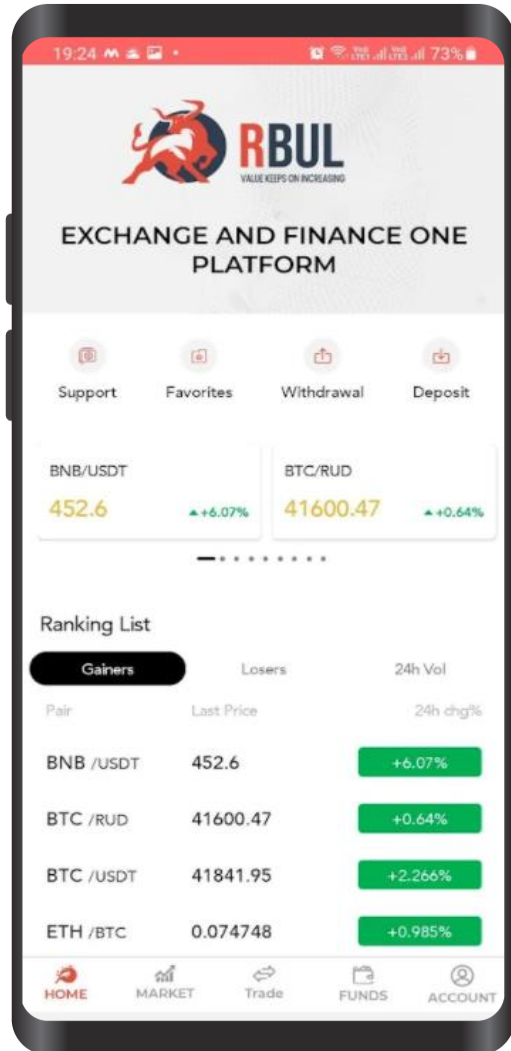 19:24
73%
RBUL
VALUE KEEPS ON INCREASING
EXCHANGE AND FINANCE ONE
PLATFORM
Support Favorites Withdrawal Deposit
BNB/USDT BTC/RUD
452.6 +6.07% 41600.47 +0.64%
Ranking List
Gainers Losers 24h Vol
Pair Last Price 24h chg%
BNB /USDT 452.6 +6.07%
BTC /RUD 41600.47 +0.64%
BTC /USDT 41841.95 +2.266%
ETH /BTC 0.074748 +0.985%
HOME MARKET Trade FUNDS ACCOUNT